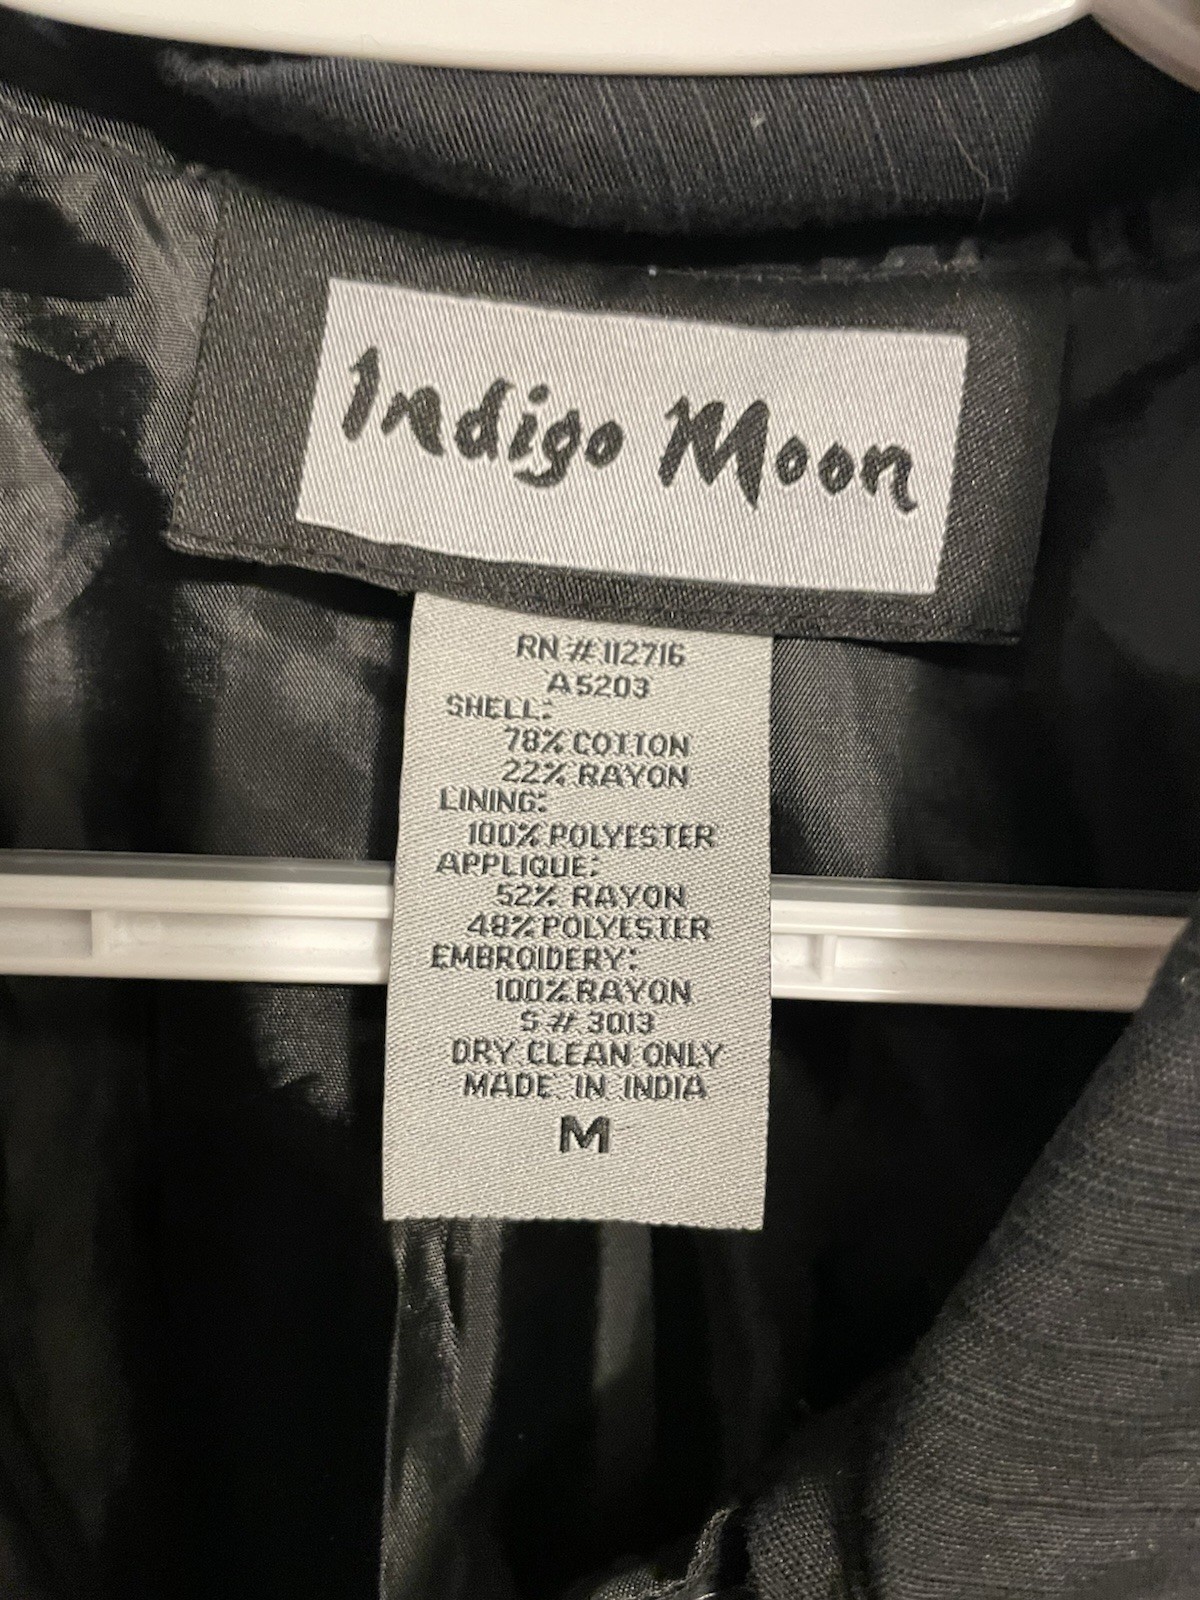 Indigo Moon
RN #112716
A5203
SHELL:
78% COTTON
22% RAYON
LINING:
100% POLYESTER
APPLIQUE:
52% RAYON
48% POLYESTER
EMBROIDERY:
100% RAYON
S # 3013
DRY CLEAN ONLY
MADE IN INDIA
M